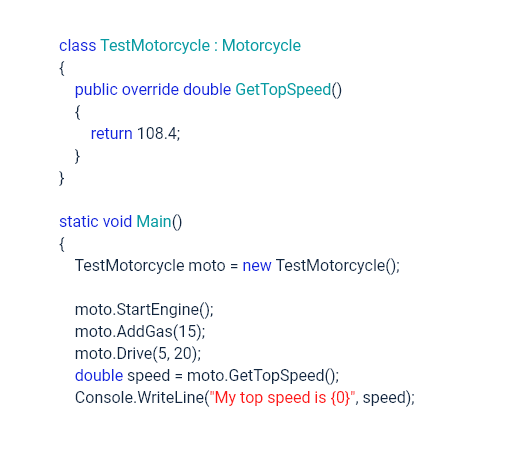 class TestMotorcycle : Motorcycle
{
    public override double GetTopSpeed()
    {
        return 108.4;
    }
}

static void Main()
{
    TestMotorcycle moto = new TestMotorcycle();

    moto.StartEngine();
    moto.AddGas(15);
    moto.Drive(5, 20);
    double speed = moto.GetTopSpeed();
    Console.WriteLine("My top speed is {0}", speed);